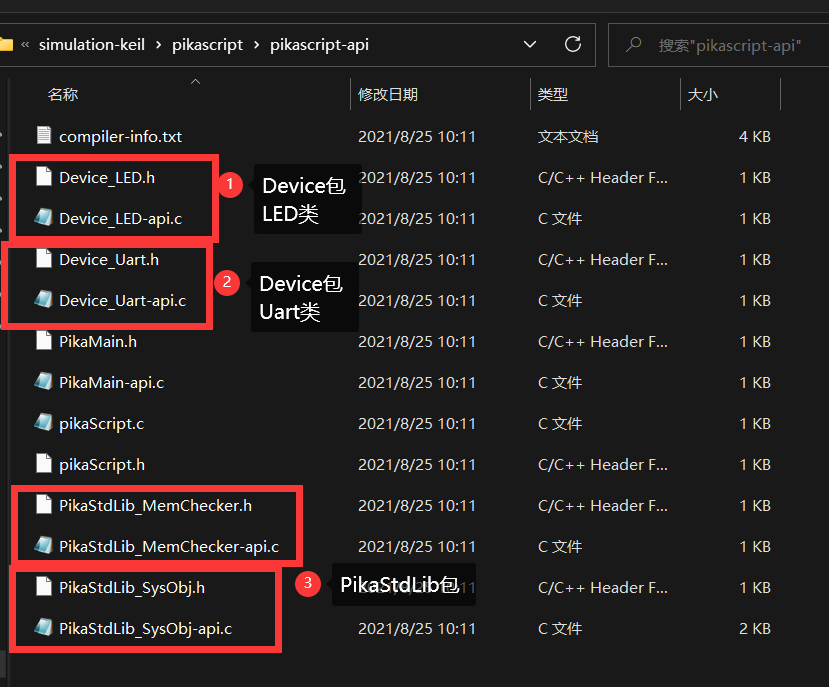 « simulation-keil › pikascript › pikascript-api
搜索"pikascript-api"
名称 修改日期 类型 大小
compiler-info.txt 2021/8/25 10:11 文本文档 4 KB
Device_LED.h 2021/8/25 10:11 C/C++ Header F... 1 KB
1 Device包
LED类
Device_LED-api.c 2021/8/25 10:11 C 文件 1 KB
Device_Uart.h 2021/8/25 10:11 C/C++ Header F... 1 KB
2 Device包
Uart类
Device_Uart-api.c 2021/8/25 10:11 C 文件 1 KB
PikaMain.h 2021/8/25 10:11 C/C++ Header F... 1 KB
PikaMain-api.c 2021/8/25 10:11 C 文件 1 KB
pikaScript.c 2021/8/25 10:11 C 文件 1 KB
pikaScript.h 2021/8/25 10:11 C/C++ Header F... 1 KB
PikaStdLib_MemChecker.h 2021/8/25 10:11 C/C++ Header F... 1 KB
PikaStdLib_MemChecker-api.c 2021/8/25 10:11 C 文件 1 KB
3 PikaStdLib包
PikaStdLib_SysObj.h 2021/8/25 10:11 C/C++ Header F... 1 KB
PikaStdLib_SysObj-api.c 2021/8/25 10:11 C 文件 2 KB